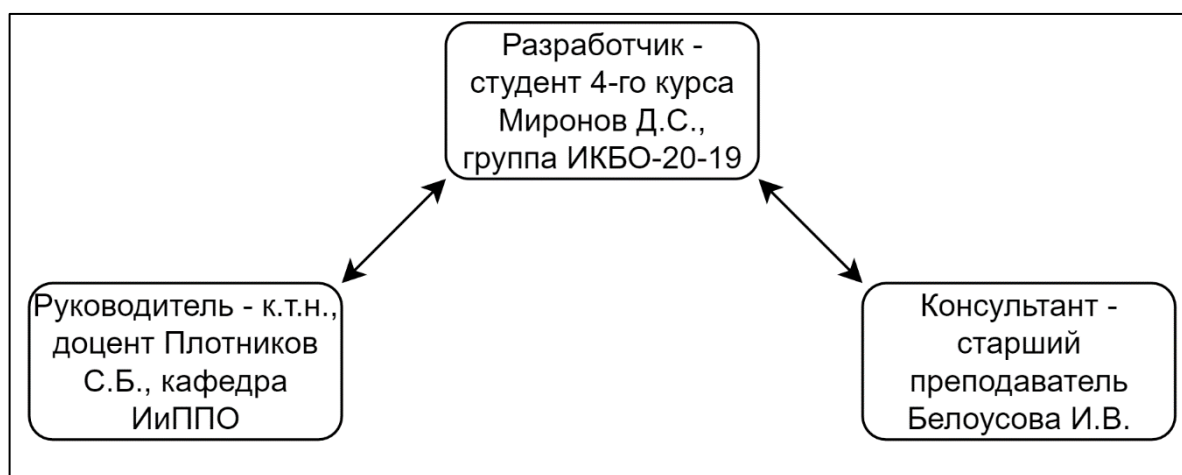 Разработчик -
студент 4-го курса
Миронов Д.С.,
группа ИКБО-20-19
Руководитель - к.т.н.,
доцент Плотников
С.Б., кафедра
ИиППО
Консультант -
старший
преподаватель
Белоусова И.В.